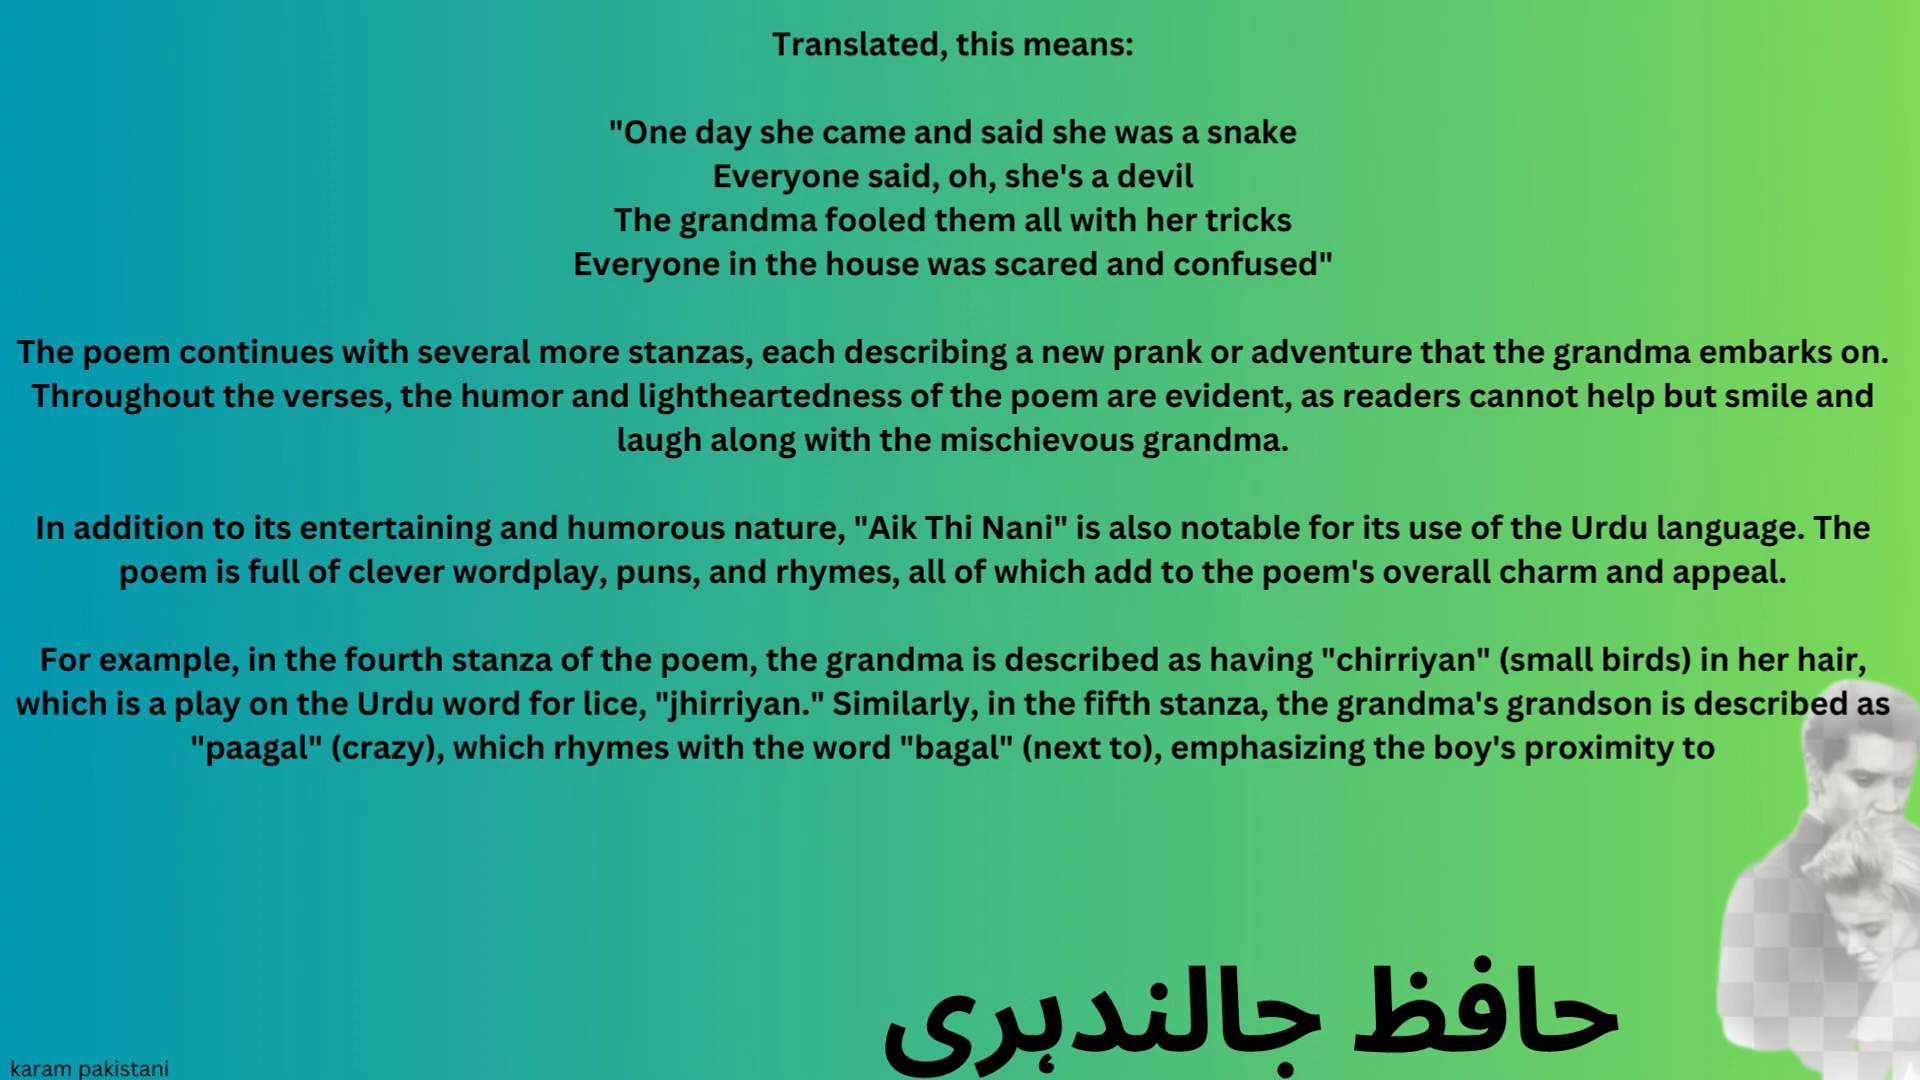 Translated, this means:
"One day she came and said she was a snake
Everyone said, oh, she's a devil
The grandma fooled them all with her tricks
Everyone in the house was scared and confused"
The poem continues with several more stanzas, each describing a new prank or adventure that the grandma embarks on.
Throughout the verses, the humor and lightheartedness of the poem are evident, as readers cannot help but smile and
laugh along with the mischievous grandma.
In addition to its entertaining and humorous nature, "Aik Thi Nani" is also notable for its use of the Urdu language. The
poem is full of clever wordplay, puns, and rhymes, all of which add to the poem's overall charm and appeal.
For example, in the fourth stanza of the poem, the grandma is described as having "chirriyan" (small birds) in her hair,
which is a play on the Urdu word for lice, "jhirriyan." Similarly, in the fifth stanza, the grandma's grandson is described as
"paagal" (crazy), which rhymes with the word "bagal" (next to), emphasizing the boy's proximity to
حافظ جالندہری
karam pakistani